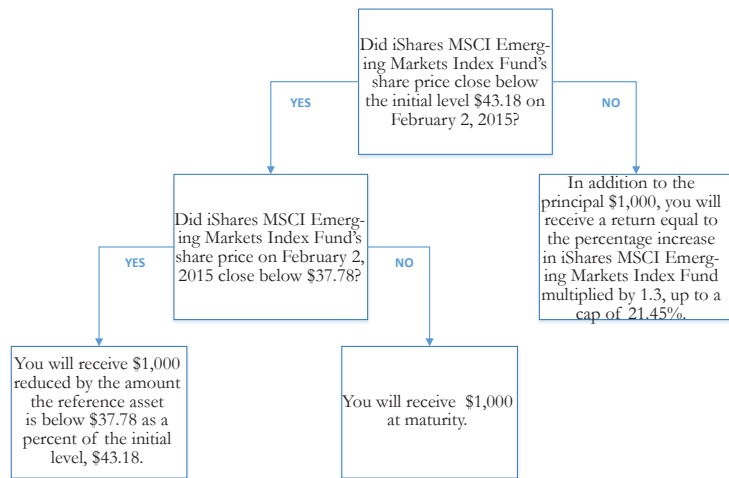 Did iShares MSCI Emerg-
ing Markets Index Fund's
share price close below
the initial level $43.18 on
February 2, 2015?
YES
NO
Did iShares MSCI Emerg-
ing Markets Index Fund's
share price on February 2,
2015 close below $37.78?
In addition to the
principal $1,000, you will
receive a return equal to
the percentage increase
in iShares MSCI Emerg-
ing Markets Index Fund
multiplied by 1.3, up to a
cap of 21.45%.
YES
NO
You will receive $1,000
reduced by the amount
the reference asset
is below $37.78 as a
percent of the initial
level, $43.18.
You will receive $1,000
at maturity.